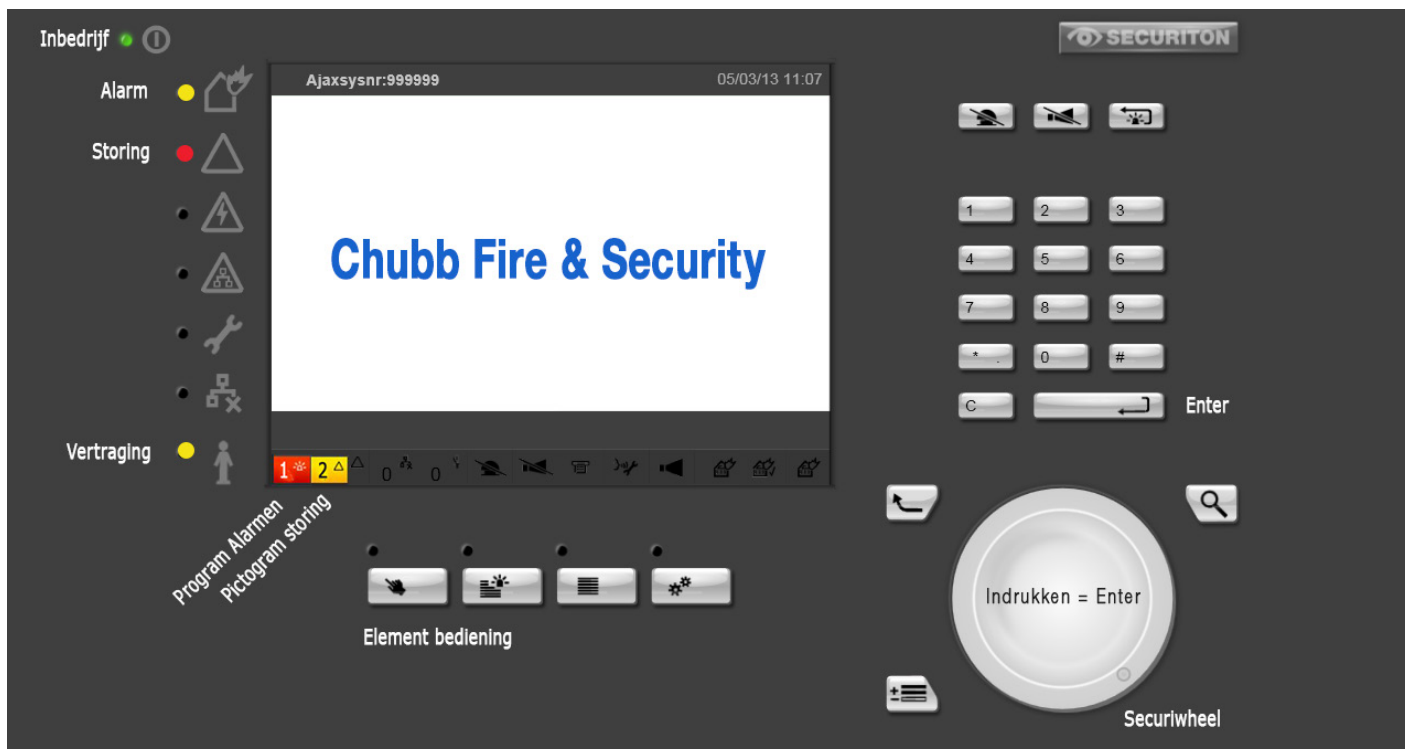 Inbedrijf
SECURITON
Alarm
Ajaxsysnr:999999
05/03/13 11:07
Storing
Chubb Fire & Security
1 2 3
4 5 6
7 8 9
* . 0 #
C
Enter
Vertraging
1 2 0 0
Program Alarmen
Pictogram storing
Indrukken = Enter
Element bediening
Securiwheel